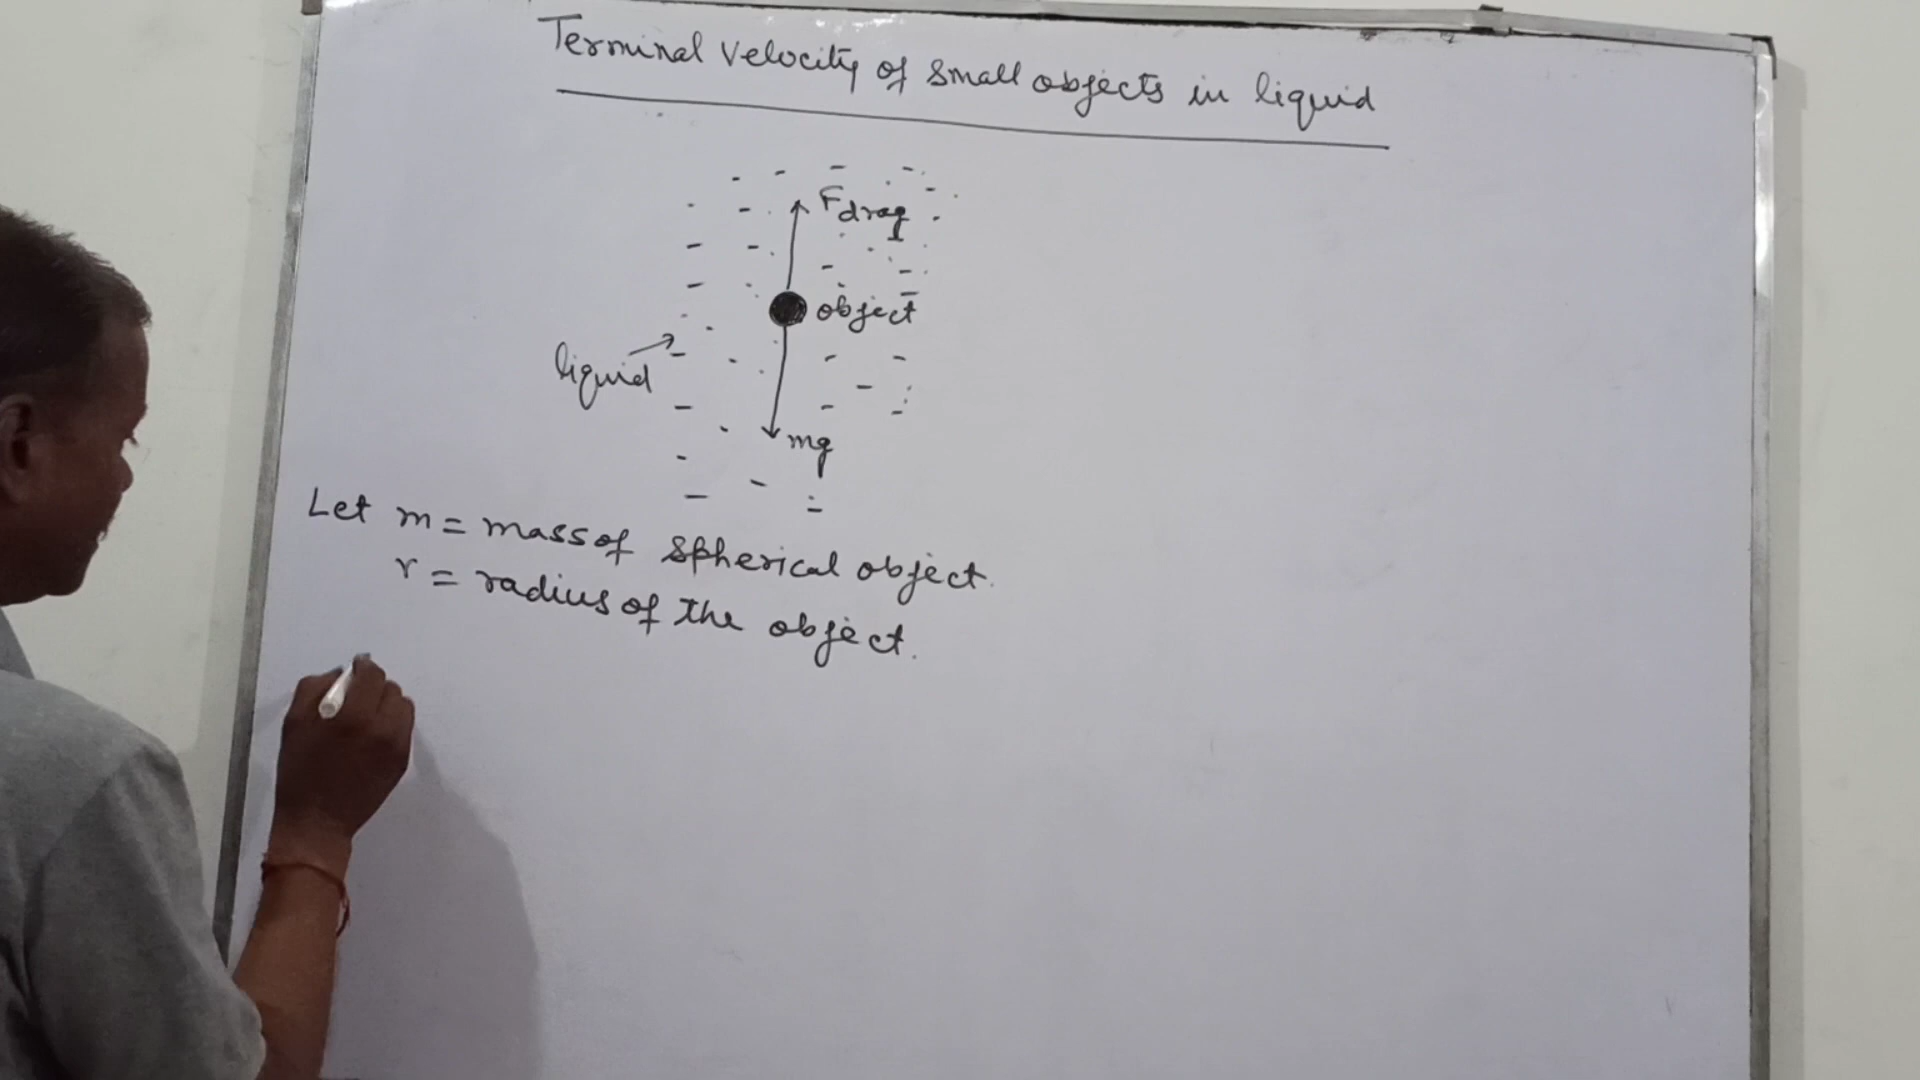 Terminal velocity of small objects in liquid
Fdrag
object
liquid
mg
Let m = mass of spherical object.
r = radius of the object.